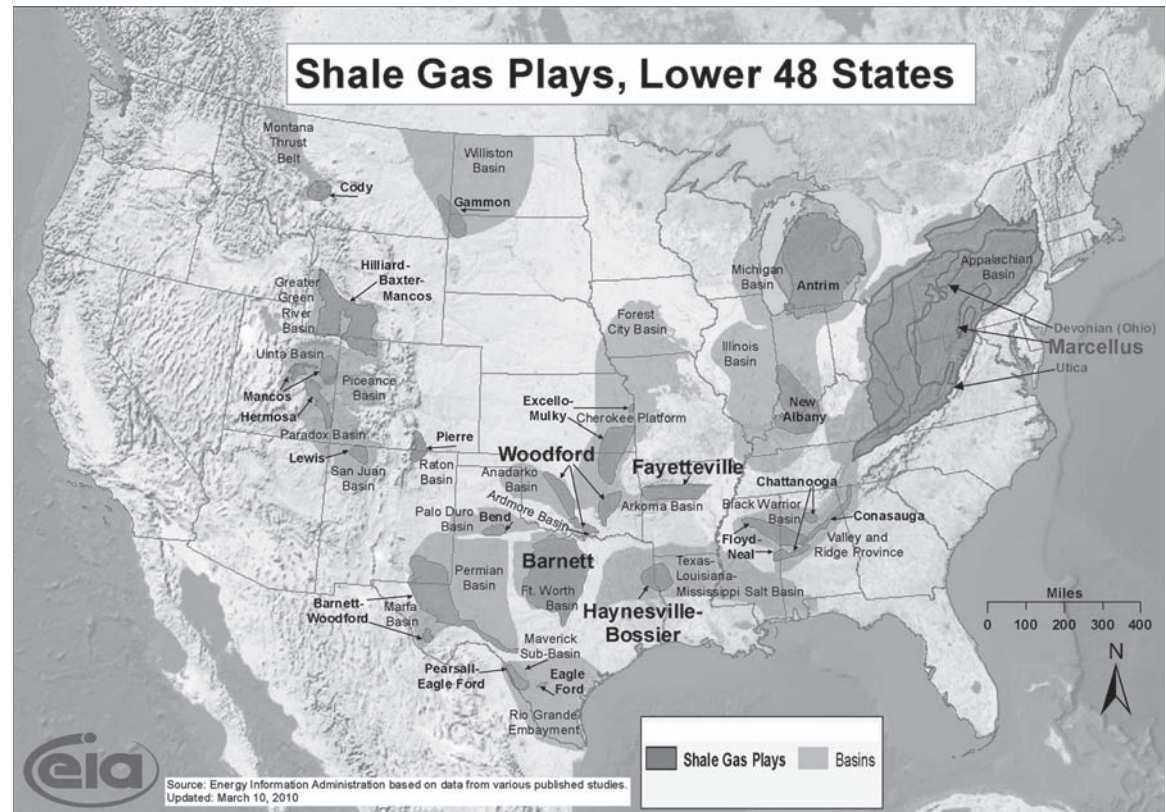 Shale Gas Plays, Lower 48 States
Montana
Thrust
Belt
Cody
Williston
Basin
Gammon
Hilliard-
Baxter-
Mancos
Greater
Green
River
Basin
Uinta Basin
Mancos
Piceance
Basin
Hermosa
Paradox Basin
Lewis
San Juan
Basin
Pierre
Raton
Basin
Forest
City Basin
Excello-
Mulky
Cherokee Platform
Woodford
Anadarko
Basin
Ardmore Basin
Palo Duro
Basin
Bend
Fayetteville
Arkoma Basin
Michigan
Basin
Antrim
Illinois
Basin
New
Albany
Appalachian
Basin
Devonian (Ohio)
Marcellus
Utica
Chattanooga
Black Warrior
Basin
Conasauga
Floyd-
Neal
Valley and
Ridge Province
Texas-
Louisiana-
Mississippi Salt Basin
Barnett
Ft. Worth
Basin
Haynesville-
Bossier
Permian
Basin
Barnett-
Woodford
Marfa
Basin
Maverick
Sub-Basin
Pearsall-
Eagle Ford
Eagle
Ford
Rio Grande
Embayment
Miles
0 100 200 300 400
N
Shale Gas Plays
Basins
eia
Source: Energy Information Administration based on data from various published studies.
Updated: March 10, 2010